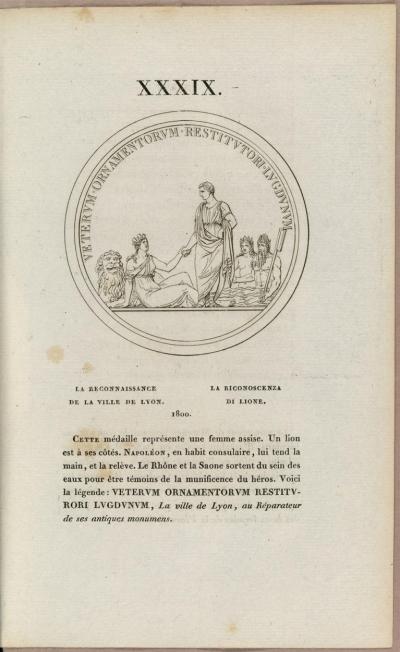 XXXIX.
VETERVM · ORNAMENTORVM · RESTITVTORI · LVGDVNVM
LA RECONNAISSANCE
DE LA VILLE DE LYON.
LA RICONOSCENZA
DI LIONE.
1800.
CETTE médaille représente une femme assise. Un lion
est à ses côtés. NAPOLÉON, en habit consulaire, lui tend la
main, et la relève. Le Rhône et la Saone sortent du sein des
eaux pour être témoins de la munificence du héros. Voici
la légende : VETERVM ORNAMENTORVM RESTITV-
RORI LVGDVNVM, La ville de Lyon, au Réparateur
de ses antiques monumens.